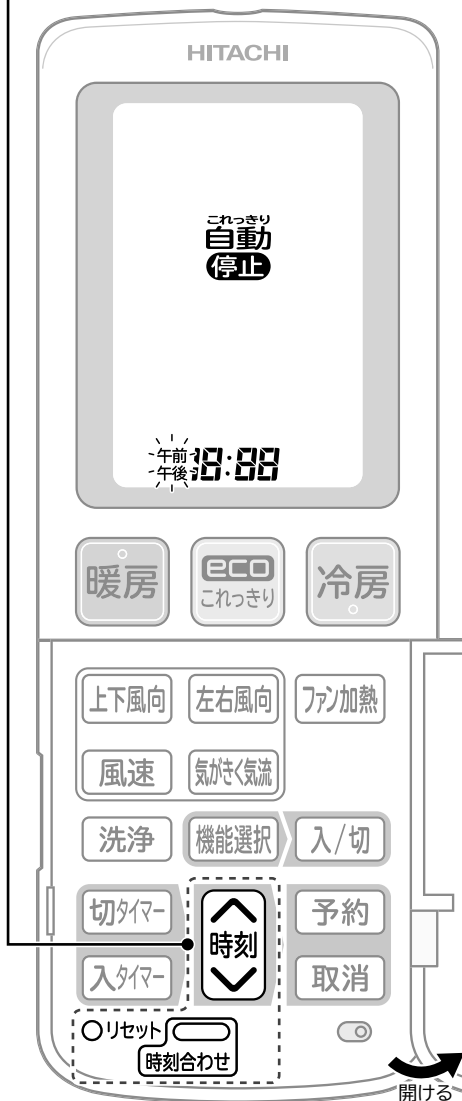 HITACHI
これっきり
自動
停止
午前
午後
18:88
暖房
eco
これっきり
冷房
上下風向
左右風向
ファン加熱
風速
気がきく気流
洗浄
機能選択
入/切
切タイマー
時刻
予約
入タイマー
取消
リセット
時刻合わせ
開ける